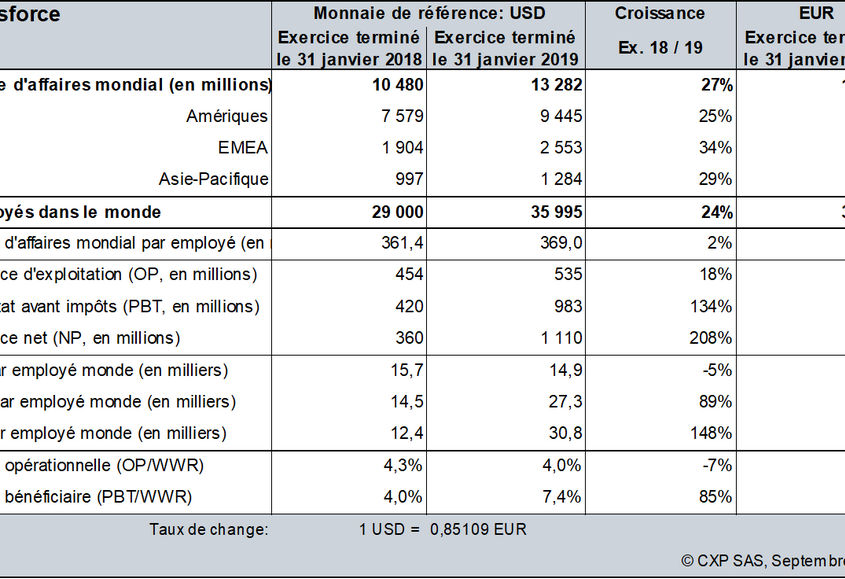 sforce Monnaie de référence: USD Croissance EUR
Exercice terminé Exercice terminé Ex. 18 / 19 Exercice ter
le 31 janvier 2018 le 31 janvier 2019 le 31 janvier
e d'affaires mondial (en millions) 10 480 13 282 27%
Amériques 7 579 9 445 25%
EMEA 1 904 2 553 34%
Asie-Pacifique 997 1 284 29%
oyés dans le monde 29 000 35 995 24% 3
d'affaires mondial par employé (en 361,4 369,0 2%
ce d'exploitation (OP, en millions) 454 535 18%
tat avant impôts (PBT, en millions) 420 983 134%
ce net (NP, en millions) 360 1 110 208%
ar employé monde (en milliers) 15,7 14,9 -5%
ar employé monde (en milliers) 14,5 27,3 89%
r employé monde (en milliers) 12,4 30,8 148%
opérationnelle (OP/WWR) 4,3% 4,0% -7%
bénéficiaire (PBT/WWR) 4,0% 7,4% 85%
Taux de change: 1 USD = 0,85109 EUR
© CXP SAS, Septembre